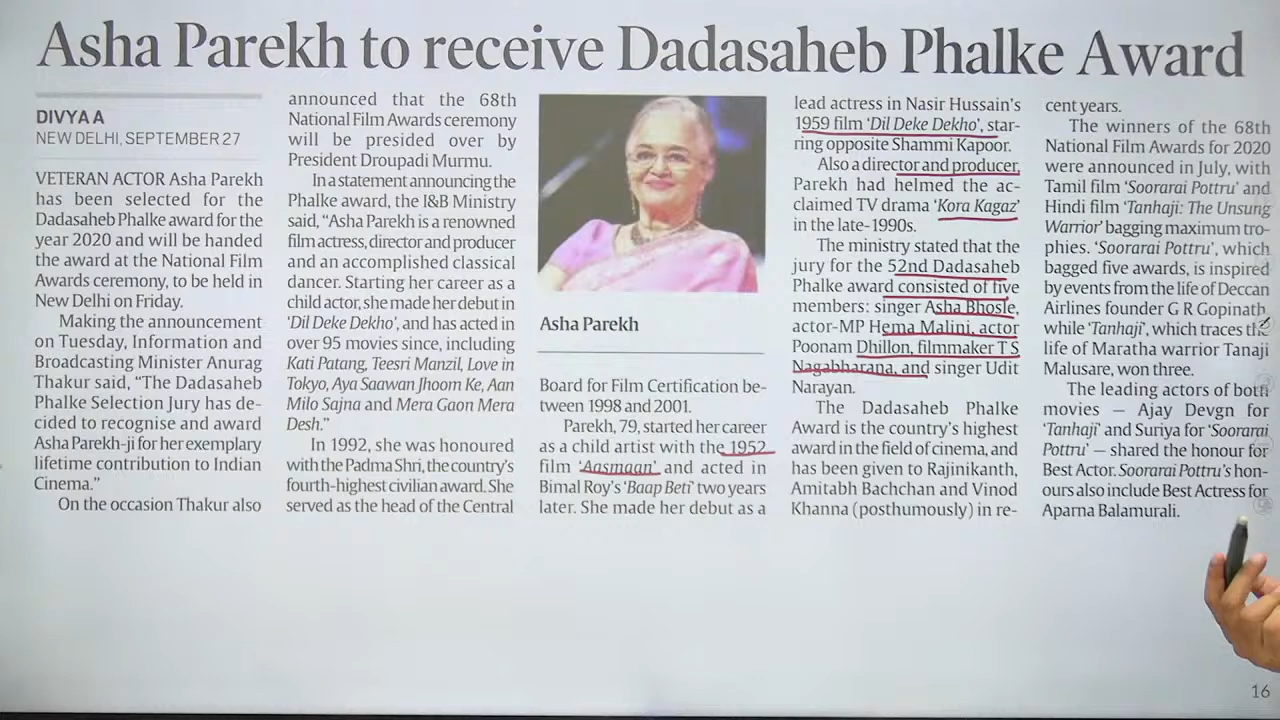 Asha Parekh to receive Dadasaheb Phalke Award
DIVYA A
NEW DELHI, SEPTEMBER 27
VETERAN ACTOR Asha Parekh
has been selected for the
Dadasaheb Phalke award for the
year 2020 and will be handed
the award at the National Film
Awards ceremony, to be held in
New Delhi on Friday.
Making the announcement
on Tuesday, Information and
Broadcasting Minister Anurag
Thakur said, “The Dadasaheb
Phalke Selection Jury has de-
cided to recognise and award
Asha Parekh-ji for her exemplary
lifetime contribution to Indian
Cinema.”
On the occasion Thakur also
announced that the 68th
National Film Awards ceremony
will be presided over by
President Droupadi Murmu.
In a statement announcing the
Phalke award, the I&B Ministry
said, “Asha Parekh is a renowned
film actress, director and producer
and an accomplished classical
dancer. Starting her career as a
child actor, she made her debut in
‘Dil Deke Dekho’, and has acted in
over 95 movies since, including
Kati Patang, Teesri Manzil, Love in
Tokyo, Aya Saawan Jhoom Ke, Aan
Milo Sajna and Mera Gaon Mera
Desh.”
In 1992, she was honoured
with the Padma Shri, the country’s
fourth-highest civilian award. She
served as the head of the Central
Asha Parekh
Board for Film Certification be-
tween 1998 and 2001.
Parekh, 79, started her career
as a child artist with the 1952
film ‘Aasmaan’ and acted in
Bimal Roy’s ‘Baap Beti’ two years
later. She made her debut as a
lead actress in Nasir Hussain’s
1959 film ‘Dil Deke Dekho’, star-
ring opposite Shammi Kapoor.
Also a director and producer,
Parekh had helmed the ac-
claimed TV drama ‘Kora Kagaz’
in the late-1990s.
The ministry stated that the
jury for the 52nd Dadasaheb
Phalke award consisted of five
members: singer Asha Bhosle,
actor-MP Hema Malini, actor
Poonam Dhillon, filmmaker T S
Nagabharana, and singer Udit
Narayan.
The Dadasaheb Phalke
Award is the country’s highest
award in the field of cinema, and
has been given to Rajinikanth,
Amitabh Bachchan and Vinod
Khanna (posthumously) in re-
cent years.
The winners of the 68th
National Film Awards for 2020
were announced in July, with
Tamil film ‘Soorarai Pottru’ and
Hindi film ‘Tanhaji: The Unsung
Warrior’ bagging maximum tro-
phies. ‘Soorarai Pottru’, which
bagged five awards, is inspired
by events from the life of Deccan
Airlines founder G R Gopinath
while ‘Tanhaji’, which traces the
life of Maratha warrior Tanaji
Malusare, won three.
The leading actors of both
movies — Ajay Devgn for
‘Tanhaji’ and Suriya for ‘Soorarai
Pottru’ — shared the honour for
Best Actor. Soorarai Pottru’s hon-
ours also include Best Actress for
Aparna Balamurali.
16